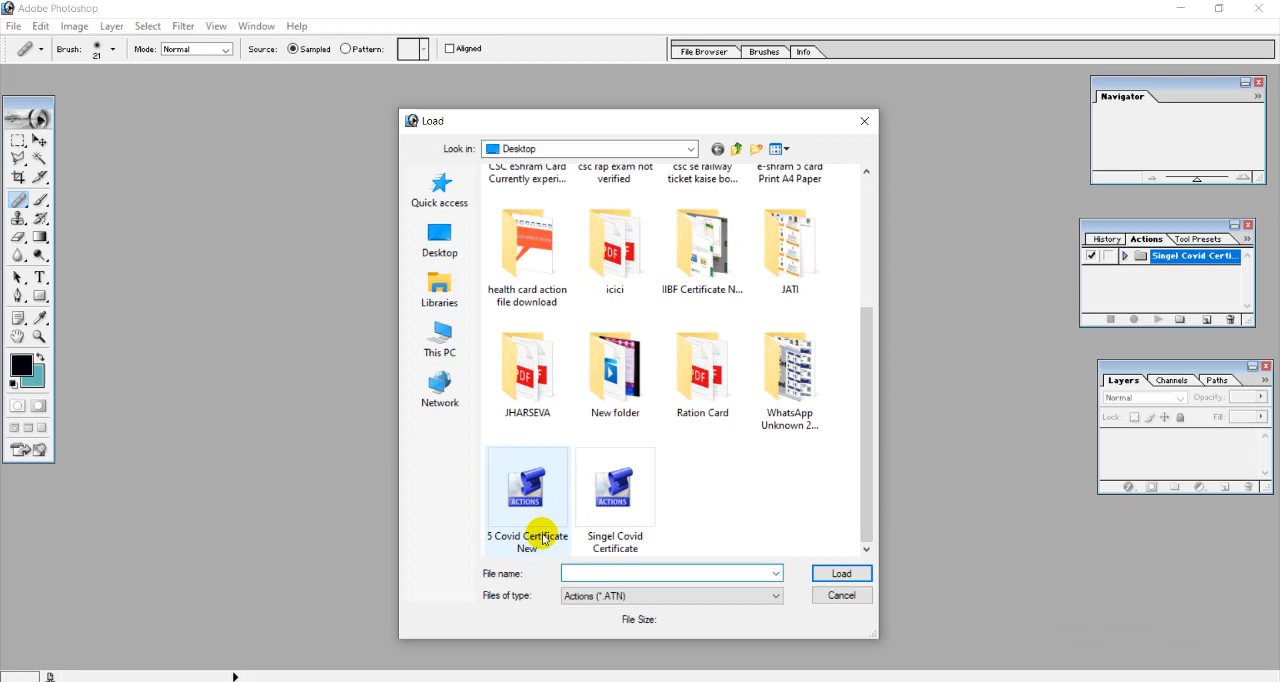 Adobe Photoshop
File Edit Image Layer Select Filter View Window Help
Brush: 21 Mode: Normal Source: Sampled Pattern: Aligned File Browser Brushes Info
Load
Look in: Desktop
Quick access
Desktop
Libraries
This PC
Network
CSC eShram Card
Currently experi...
csc rap exam not
verified
csc se railway
ticket kaise bo...
e-shram 5 card
Print A4 Paper
health card action
file download
icici
IIBF Certificate N...
JATI
JHARSEVA
New folder
Ration Card
WhatsApp
Unknown 2...
PDF
PDF
PDF
ACTIONS
ACTIONS
5 Covid Certificate
New
Singel Covid
Certificate
File name:
Load
Files of type: Actions (*.ATN)
Cancel
File Size:
Navigator
History Actions Tool Presets
Singel Covid Certi...
Layers Channels Paths
Normal Opacity:
Lock: Fill: